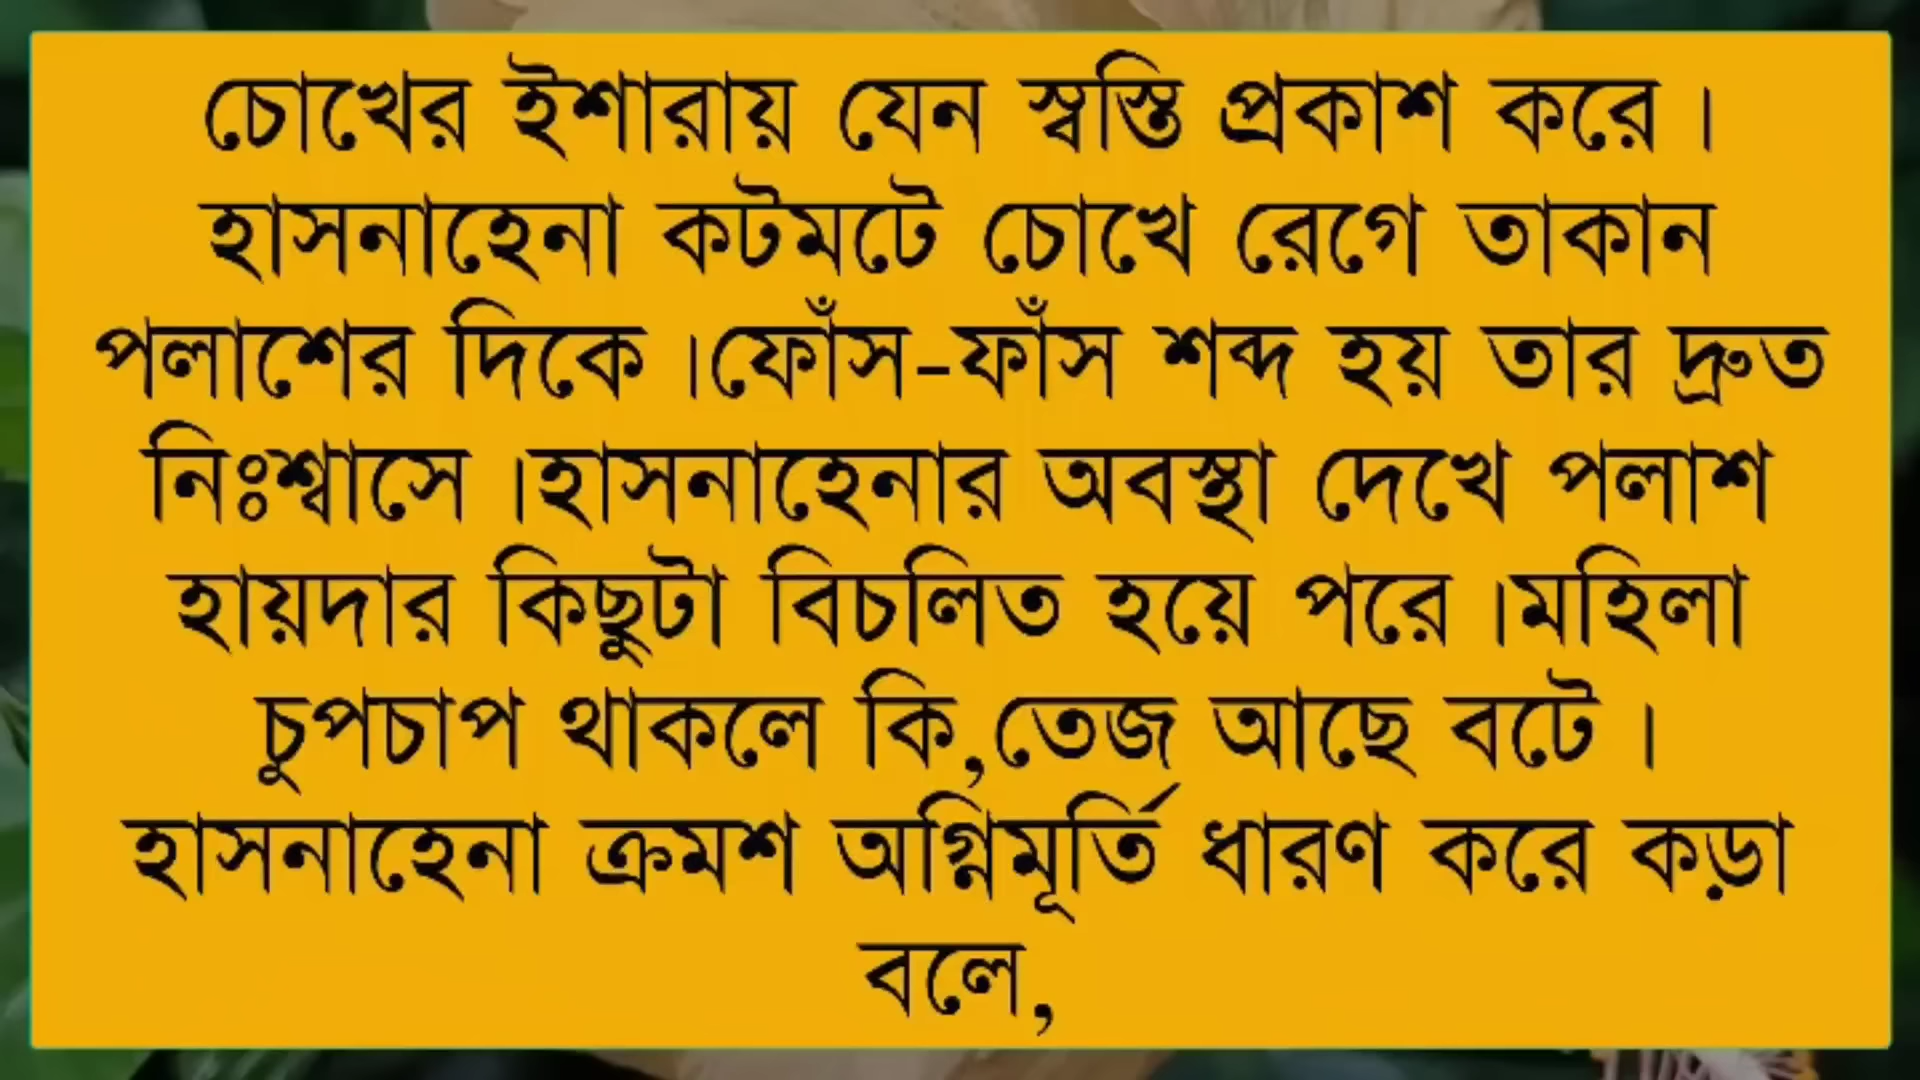 চোখের ইশারায় যেন স্বস্তি প্রকাশ করে ।
হাসনাহেনা কটমটে চোখে রেগে তাকান
পলাশের দিকে ।ফোঁস-ফাঁস শব্দ হয় তার দ্রুত
নিঃশ্বাসে ।হাসনাহেনার অবস্থা দেখে পলাশ
হায়দার কিছুটা বিচলিত হয়ে পরে ।মহিলা
চুপচাপ থাকলে কি,তেজ আছে বটে ।
হাসনাহেনা ক্রমশ অগ্নিমূর্তি ধারণ করে কড়া
বলে,